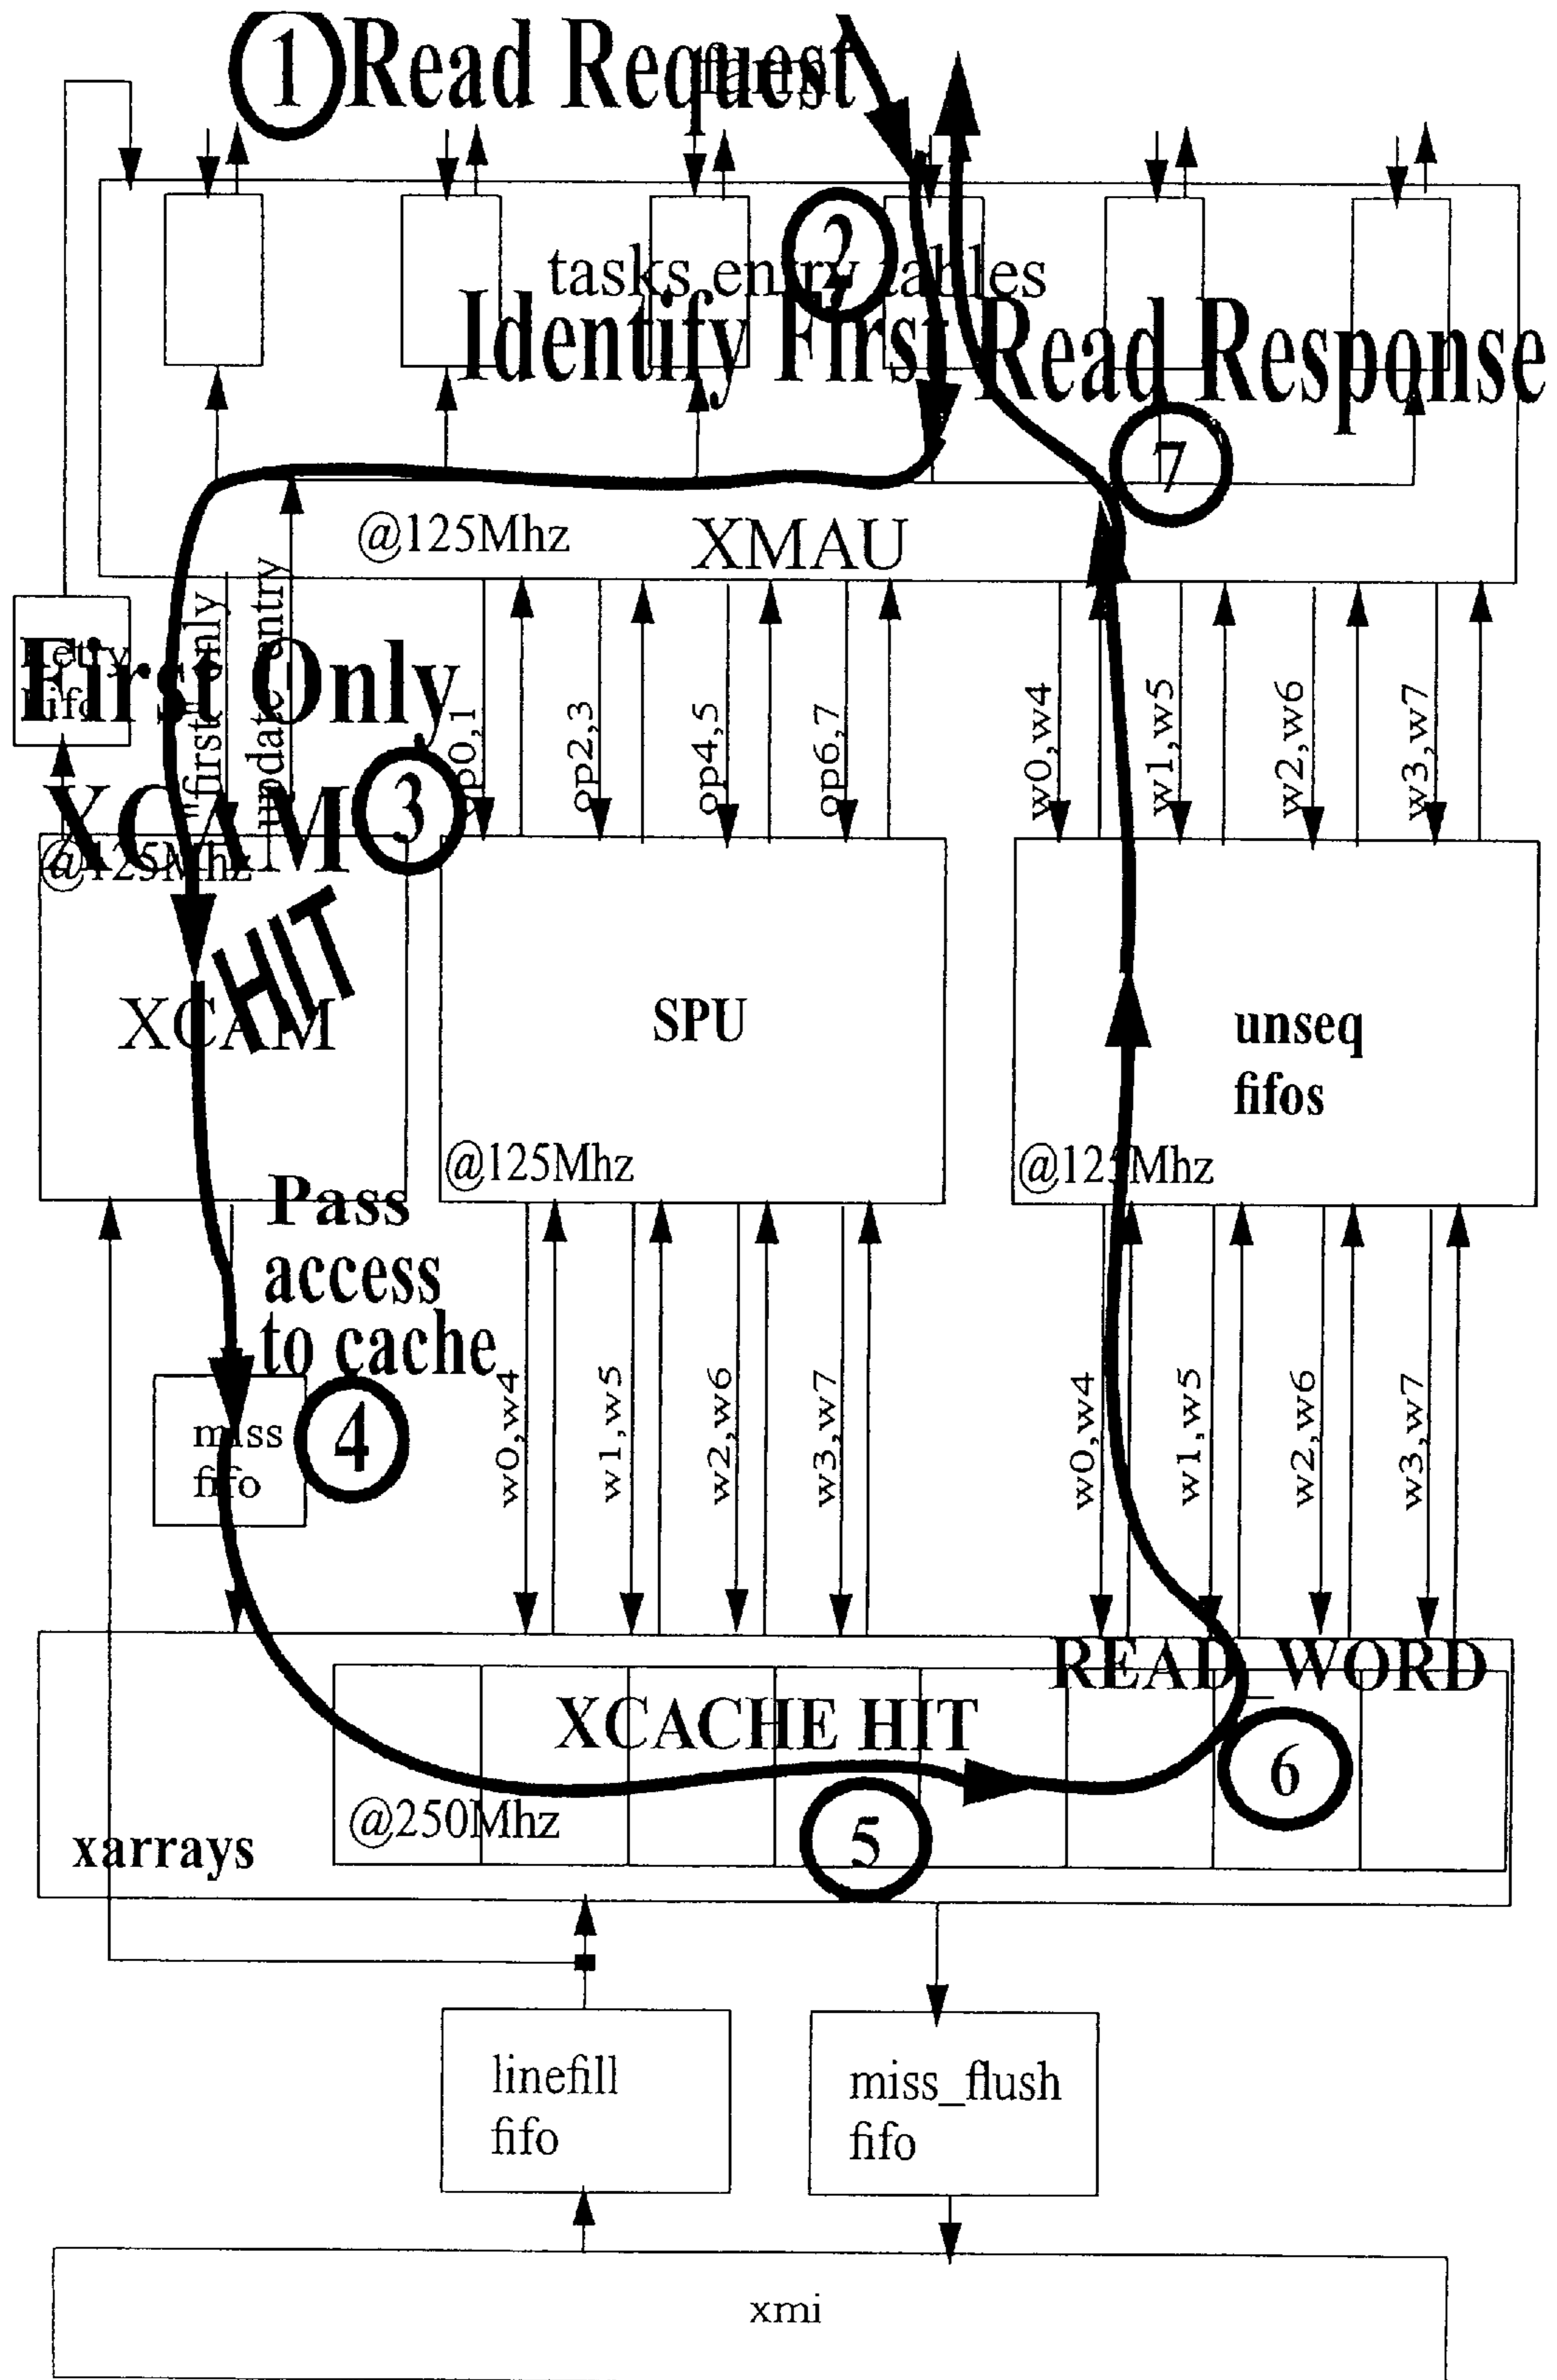 1 Read Request
farm
2
tasks entry tables
Identify First
Read Response
7
@125Mhz
XMAU
"first" only
update_entry
Retry
Fifo
First Only
XCAM
3
op0,1
op2,3
op4,5
op6,7
w0,w4
w1,w5
w2,w6
w3,w7
@125Mhz
HIT
XCAM
SPU
unseq
fifos
@125Mhz
@125Mhz
Pass
access
to cache
miss
fifo
4
w0,w4
w1,w5
w2,w6
w3,w7
w0,w4
w1,w5
w2,w6
w3,w7
READ_WORD
XCACHE HIT
6
@250Mhz
5
xarrays
linefill
fifo
miss_flush
fifo
xmi